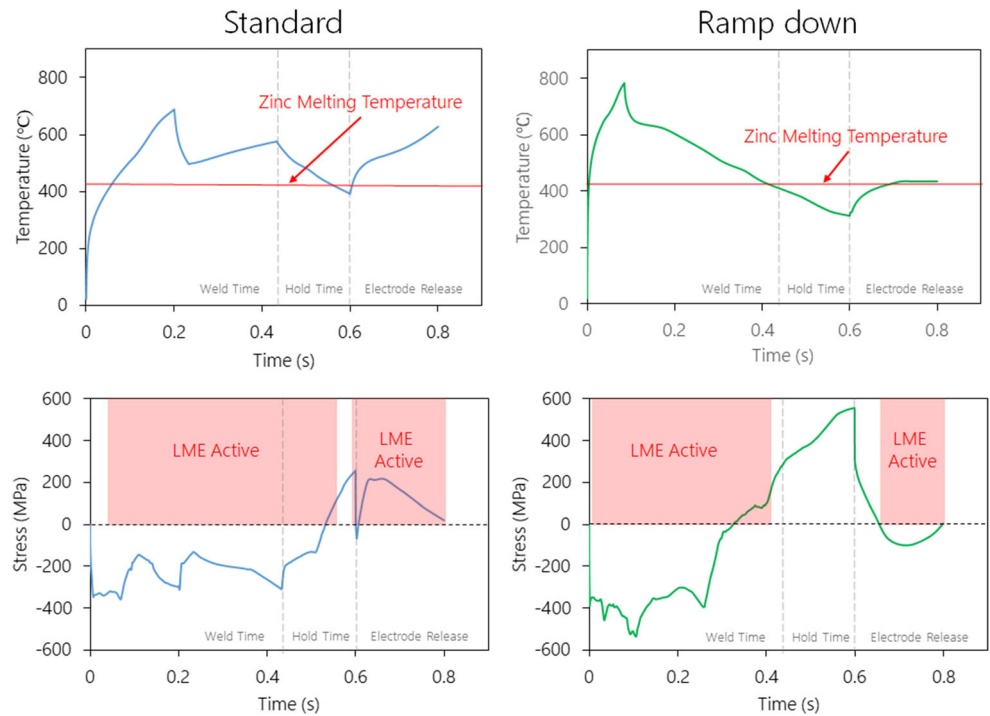 Standard
800
600
400
200
0
Temperature (°C)
Zinc Melting Temperature
Weld Time
Hold Time
Electrode Release
0
0.2
0.4
0.6
0.8
Time (s)
Ramp down
800
600
400
200
0
Temperature (°C)
Zinc Melting Temperature
Weld Time
Hold Time
Electrode Release
0
0.2
0.4
0.6
0.8
Time (s)
600
400
200
0
-200
-400
-600
Stress (MPa)
LME Active
LME
Active
Weld Time
Hold Time
Electrode Release
0
0.2
0.4
0.6
0.8
Time (s)
600
400
200
0
-200
-400
-600
Stress (MPa)
LME Active
LME
Active
Weld Time
Hold Time
Electrode Release
0
0.2
0.4
0.6
0.8
Time (s)